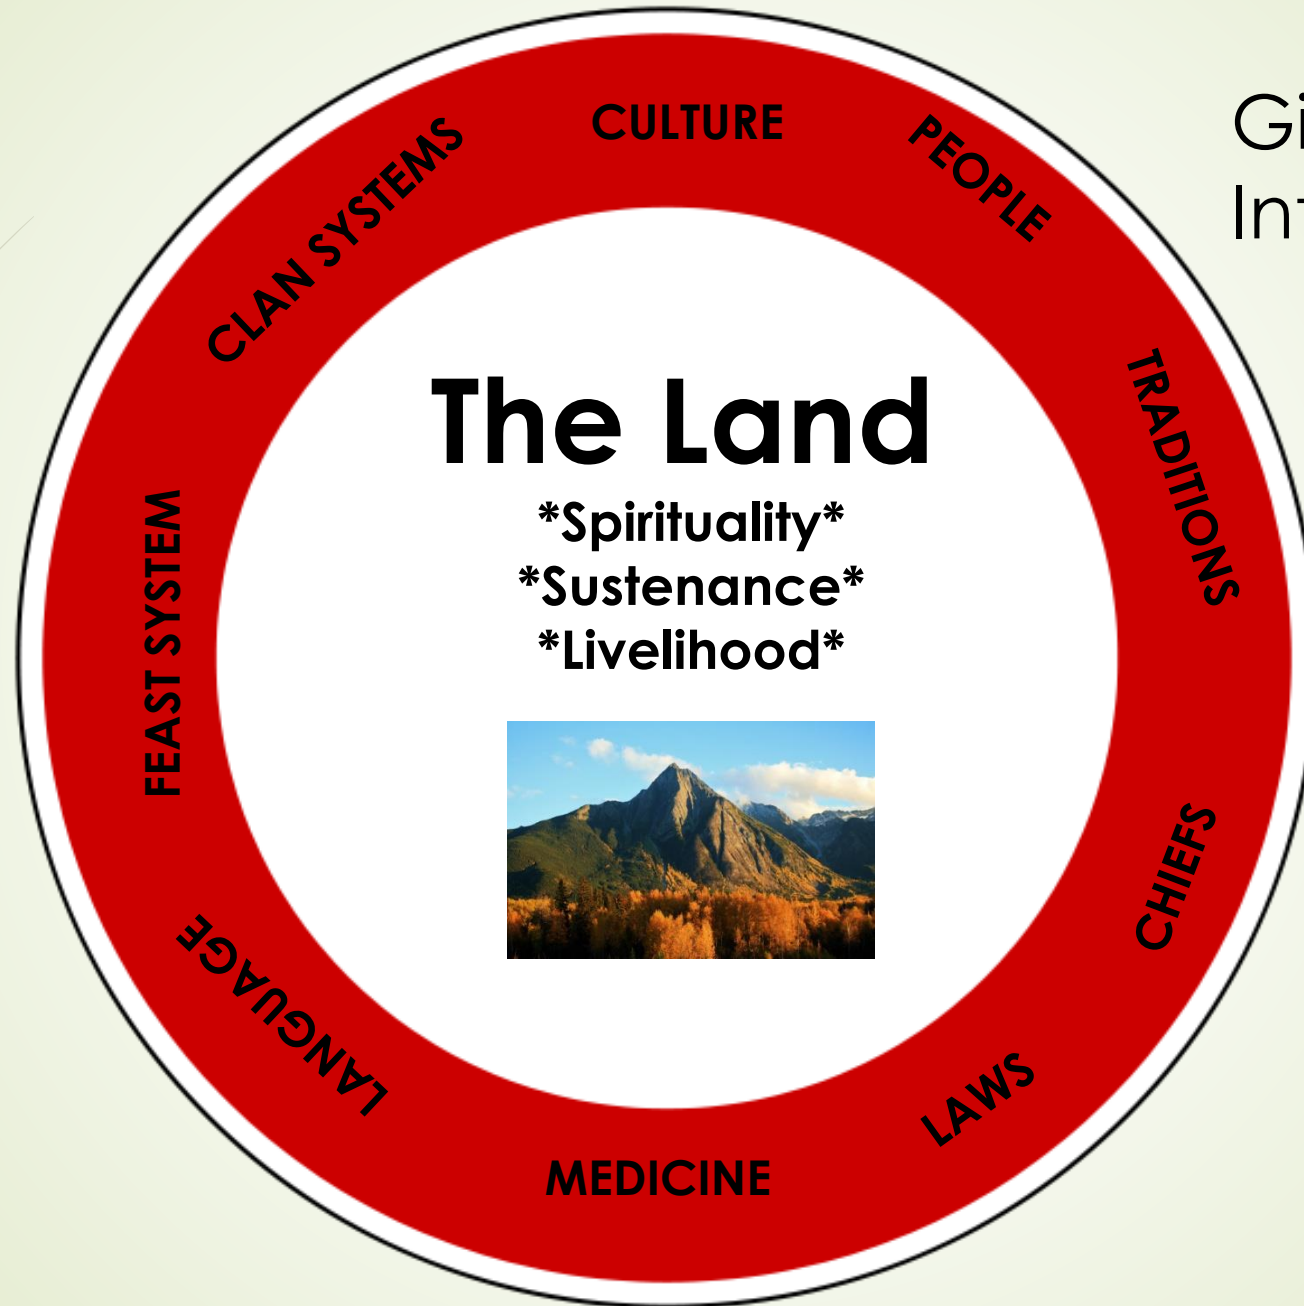 CULTURE
PEOPLE
TRADITIONS
CHIEFS
LAWS
MEDICINE
LANGUAGE
FEAST SYSTEM
CLAN SYSTEMS
The Land
*Spirituality*
*Sustenance*
*Livelihood*